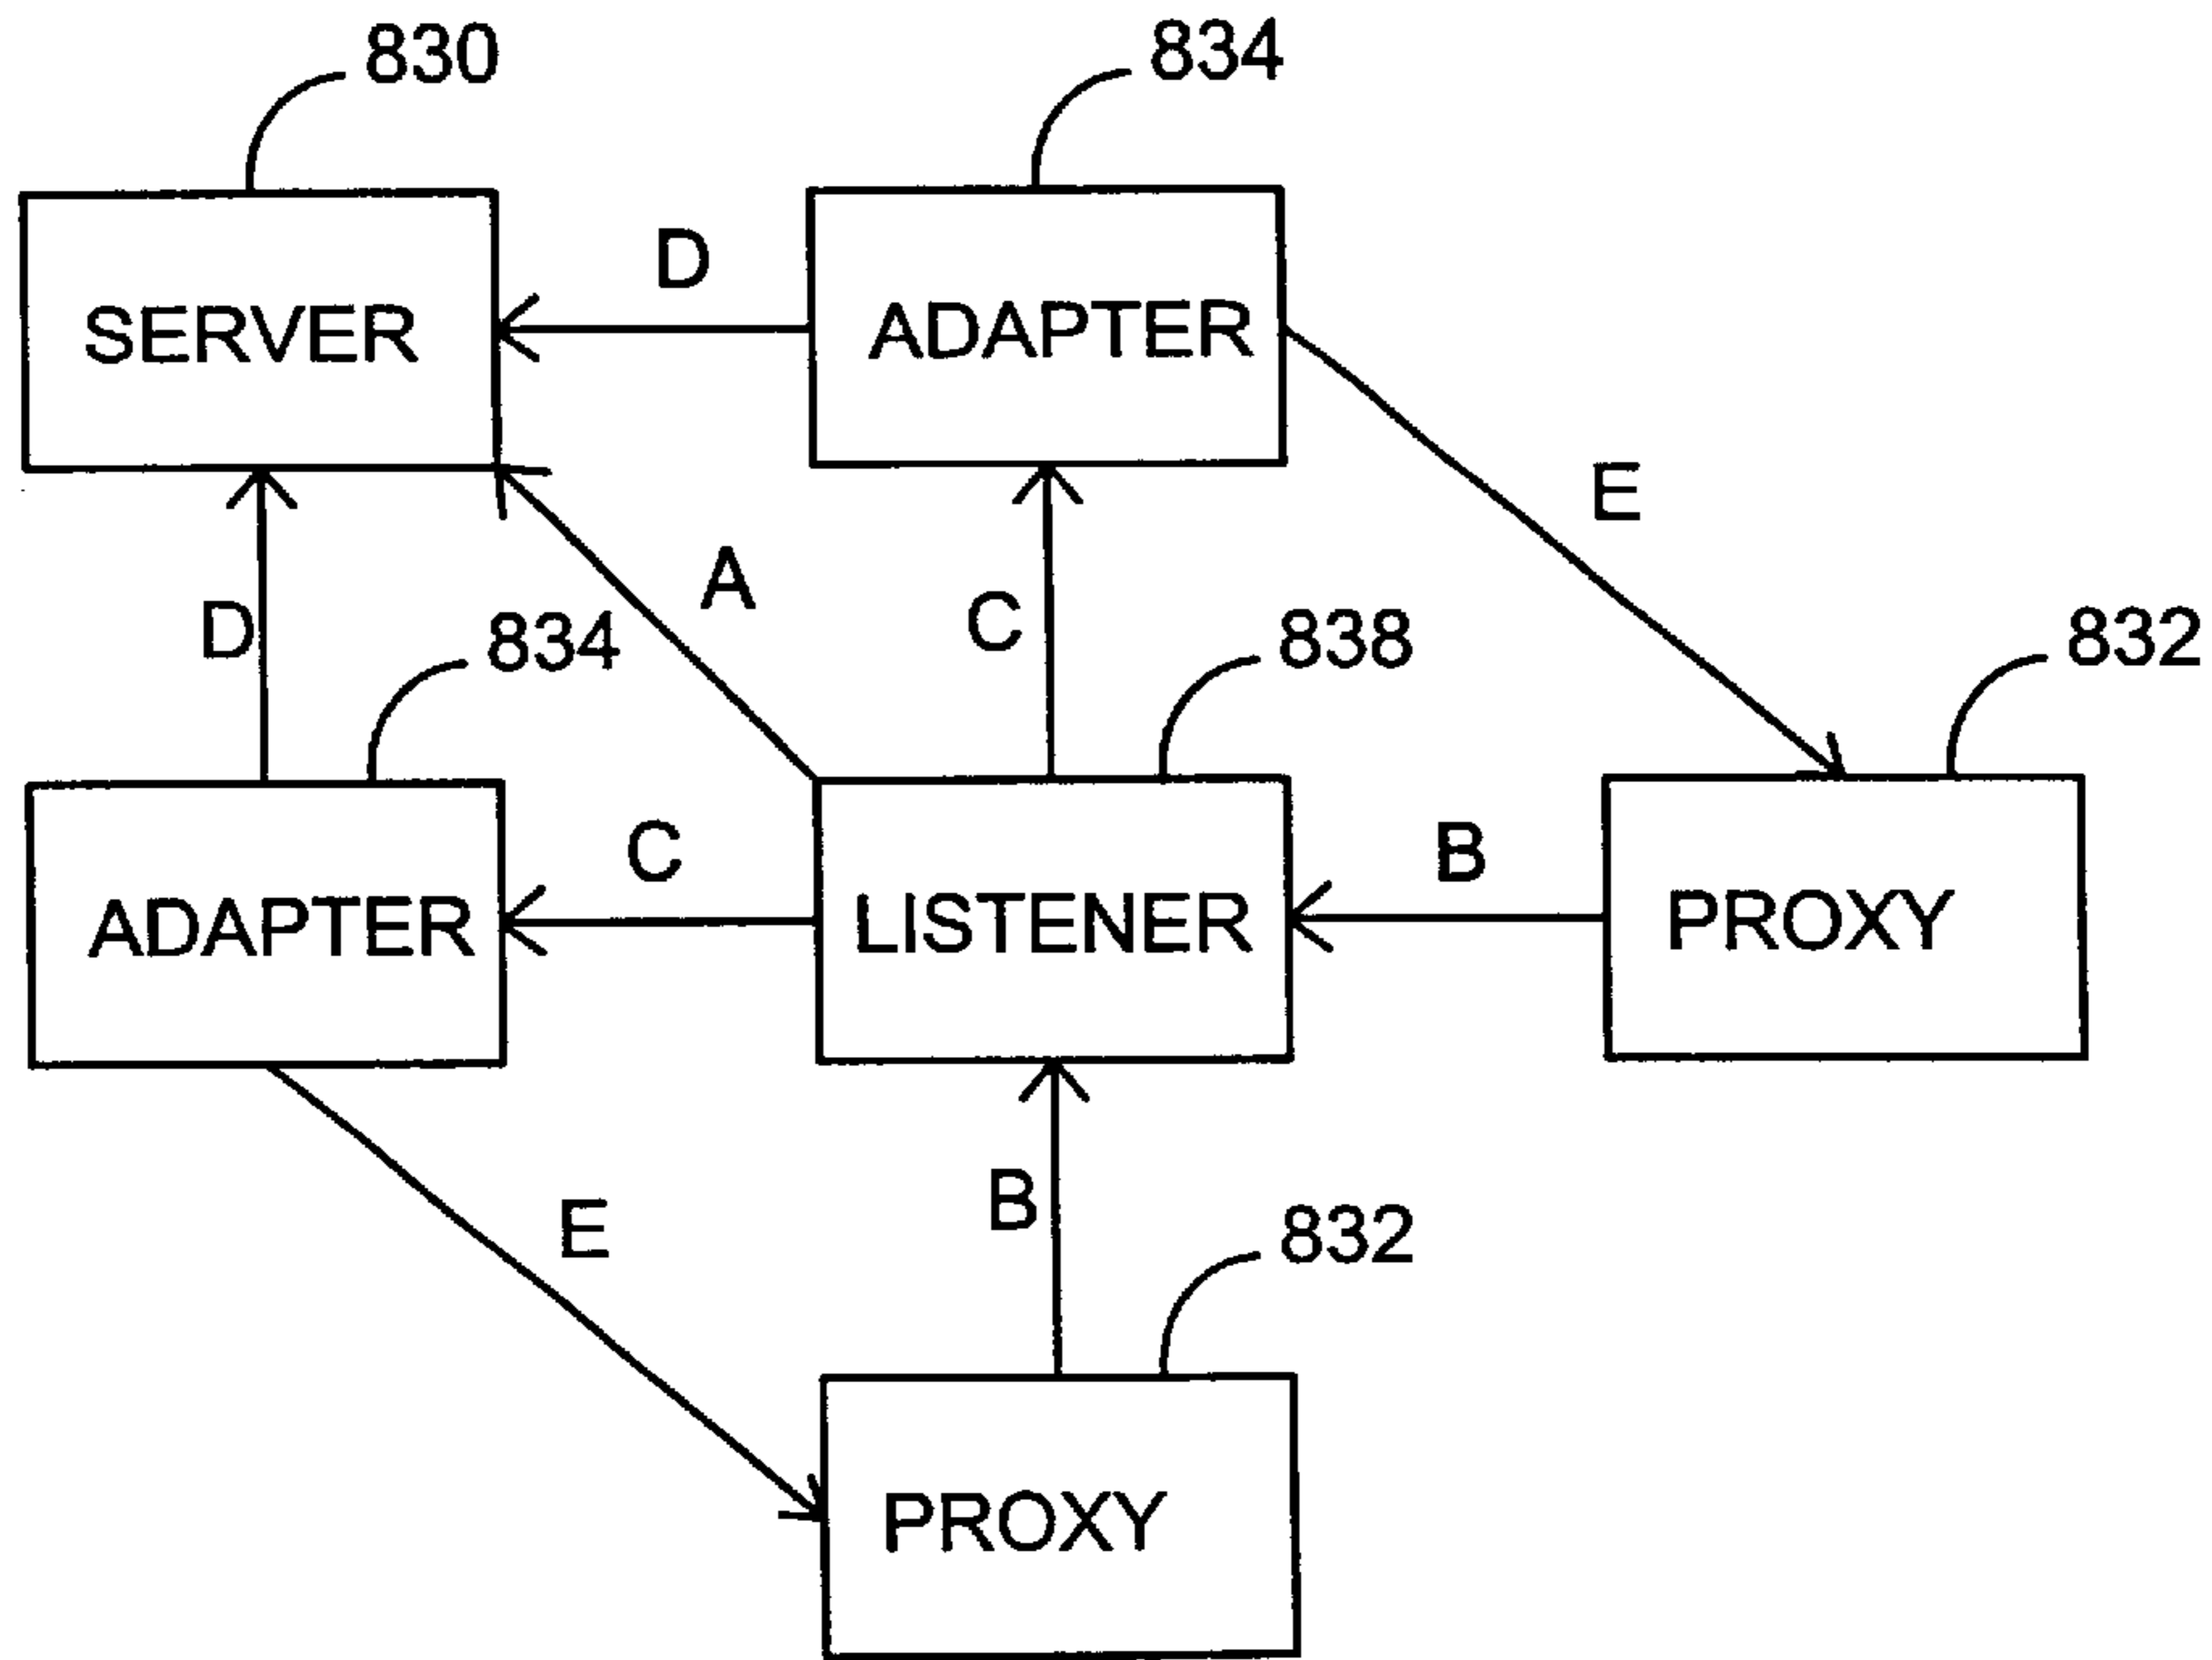 830
834
D
SERVER
ADAPTER
E
A
C
D
834
838
832
C
B
ADAPTER
LISTENER
PROXY
B
E
832
PROXY